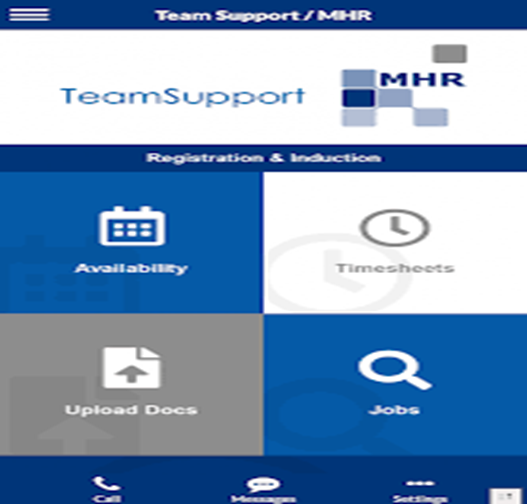 Team Support / MHR
TeamSupport
MHR
Registration & Induction
Availability
Timesheets
Upload Docs
Jobs
Call
Messages
Settings